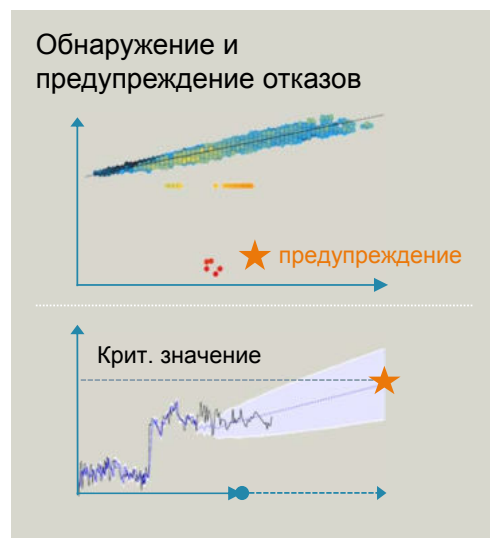 Обнаружение и
предупреждение отказов
предупреждение
Крит. значение